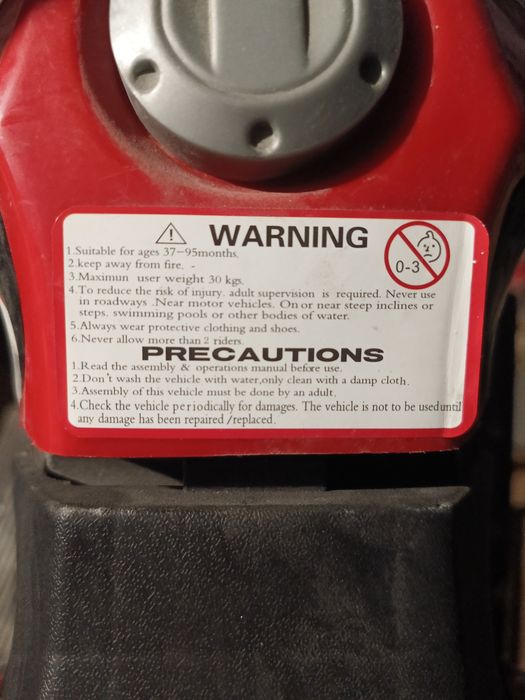 WARNING
0-3
1.Suitable for ages 37-95months.
2.keep away from fire.
3.Maximun user weight 30 kgs.
4.To reduce the risk of injury. adult supervision is required. Never use
in roadways .Near motor vehicles. On or near steep inclines or
steps. swimming pools or other bodies of water.
5.Always wear protective clothing and shoes.
6.Never allow more than 2 riders.
PRECAUTIONS
1.Read the assembly & operations manual before use.
2.Don't wash the vehicle with water,only clean with a damp cloth.
3.Assembly of this vehicle must be done by an adult.
4.Check the vehicle periodically for damages. The vehicle is not to be used until
any damage has been repaired /replaced.